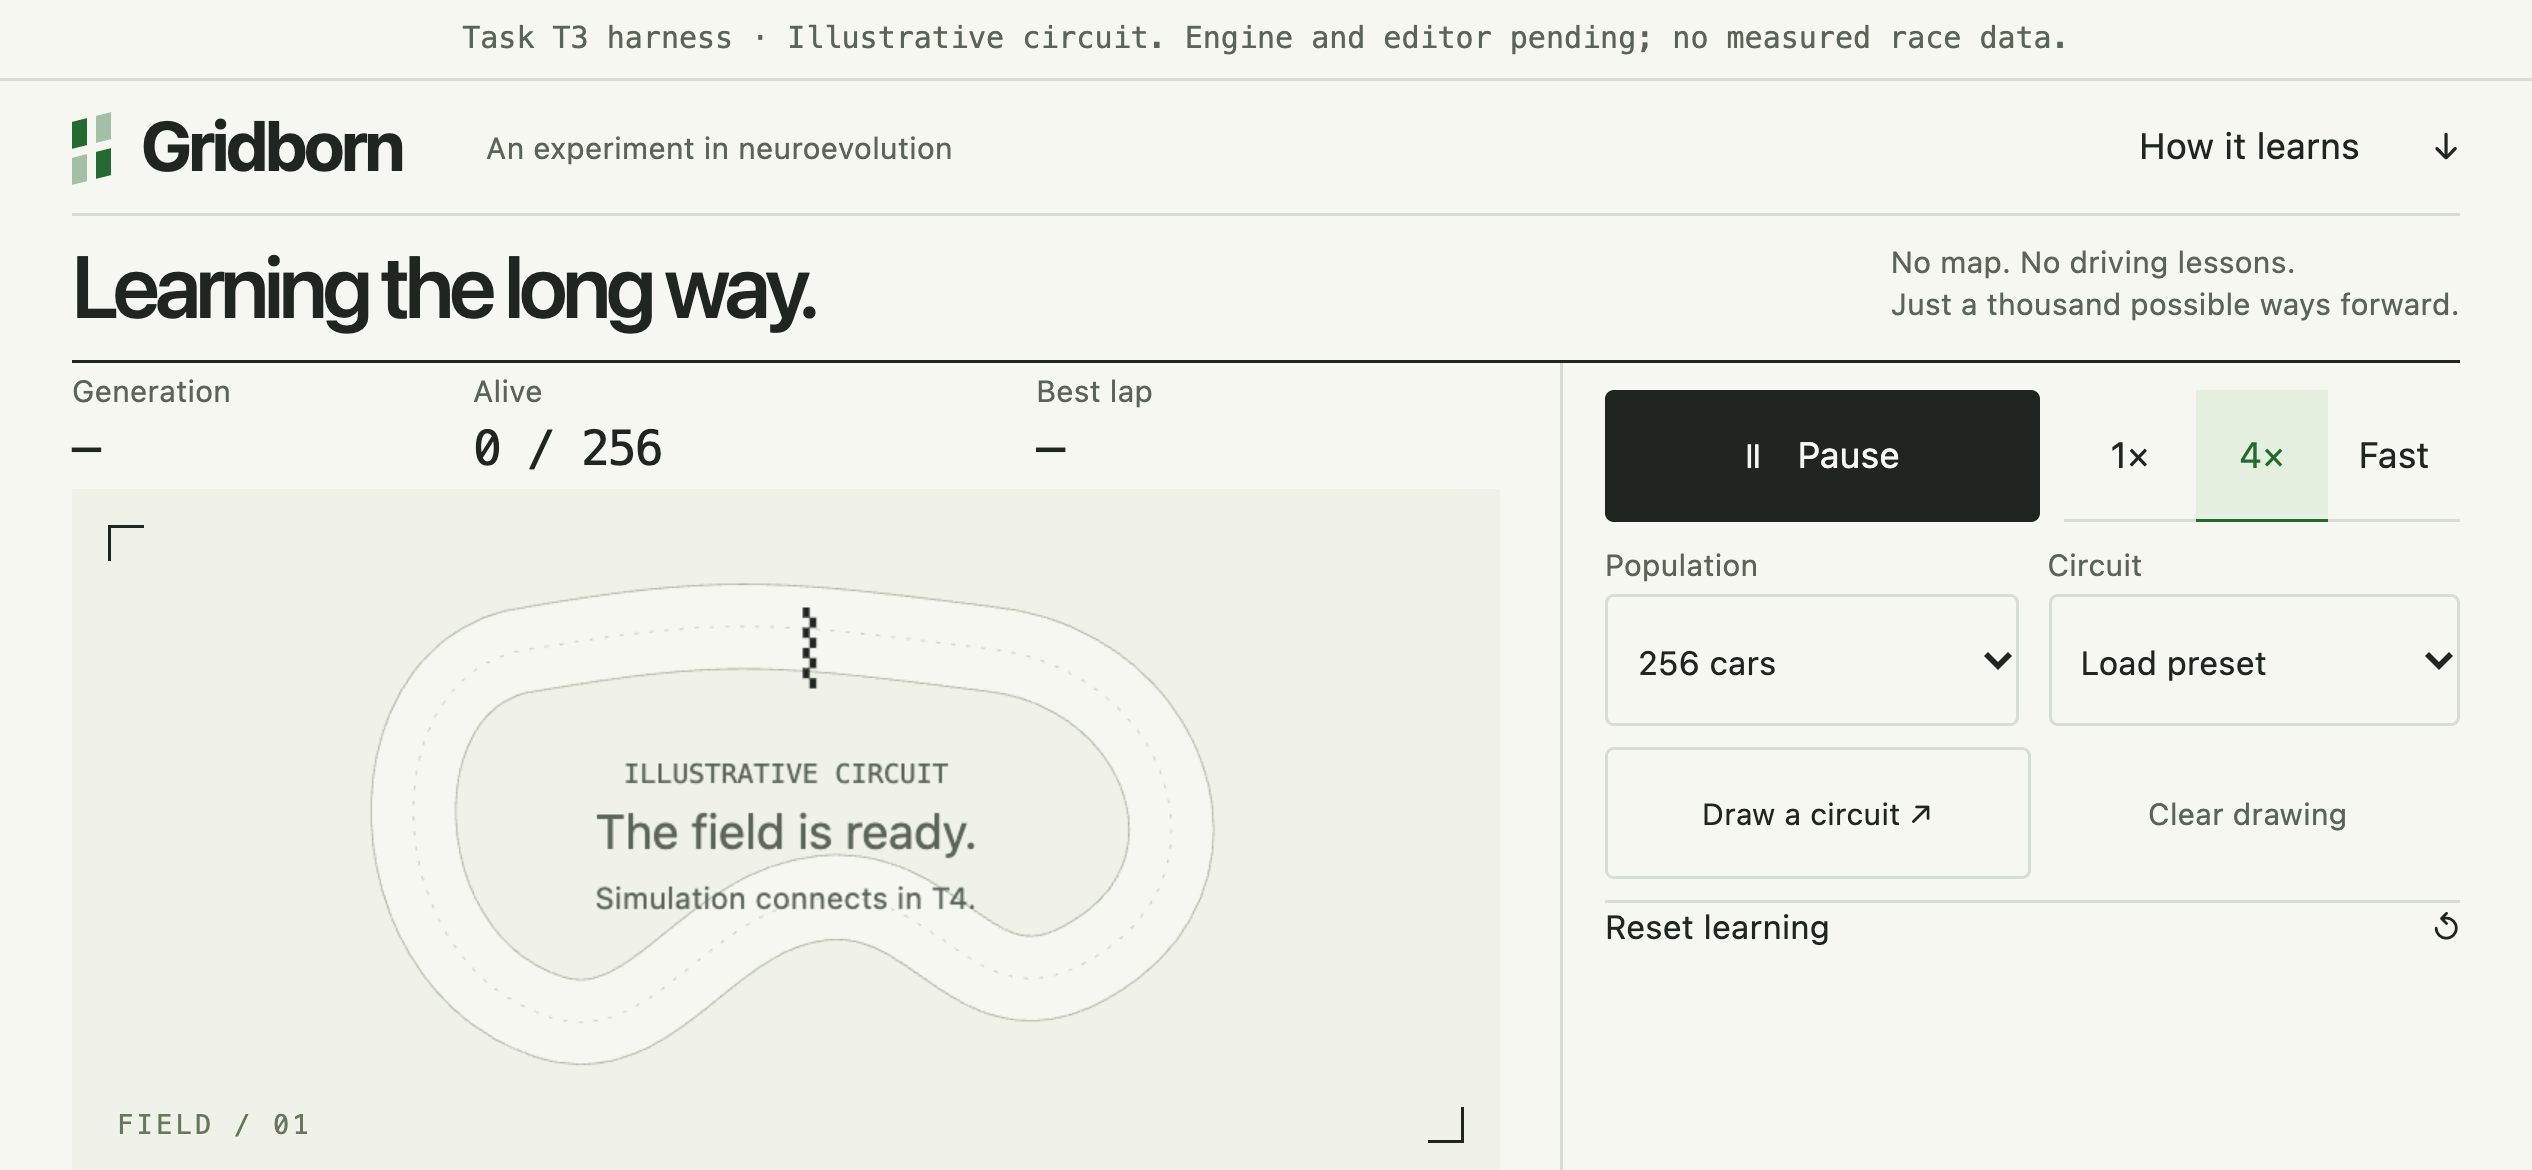 Task T3 harness · Illustrative circuit. Engine and editor pending; no measured race data.
Gridborn
An experiment in neuroevolution
How it learns ↓
Learning the long way.
No map. No driving lessons.
Just a thousand possible ways forward.
Generation
—
Alive
0 / 256
Best lap
—
ILLUSTRATIVE CIRCUIT
The field is ready.
Simulation connects in T4.
FIELD / 01
Pause
1×
4×
Fast
Population
256 cars
Circuit
Load preset
Draw a circuit ↗
Clear drawing
Reset learning